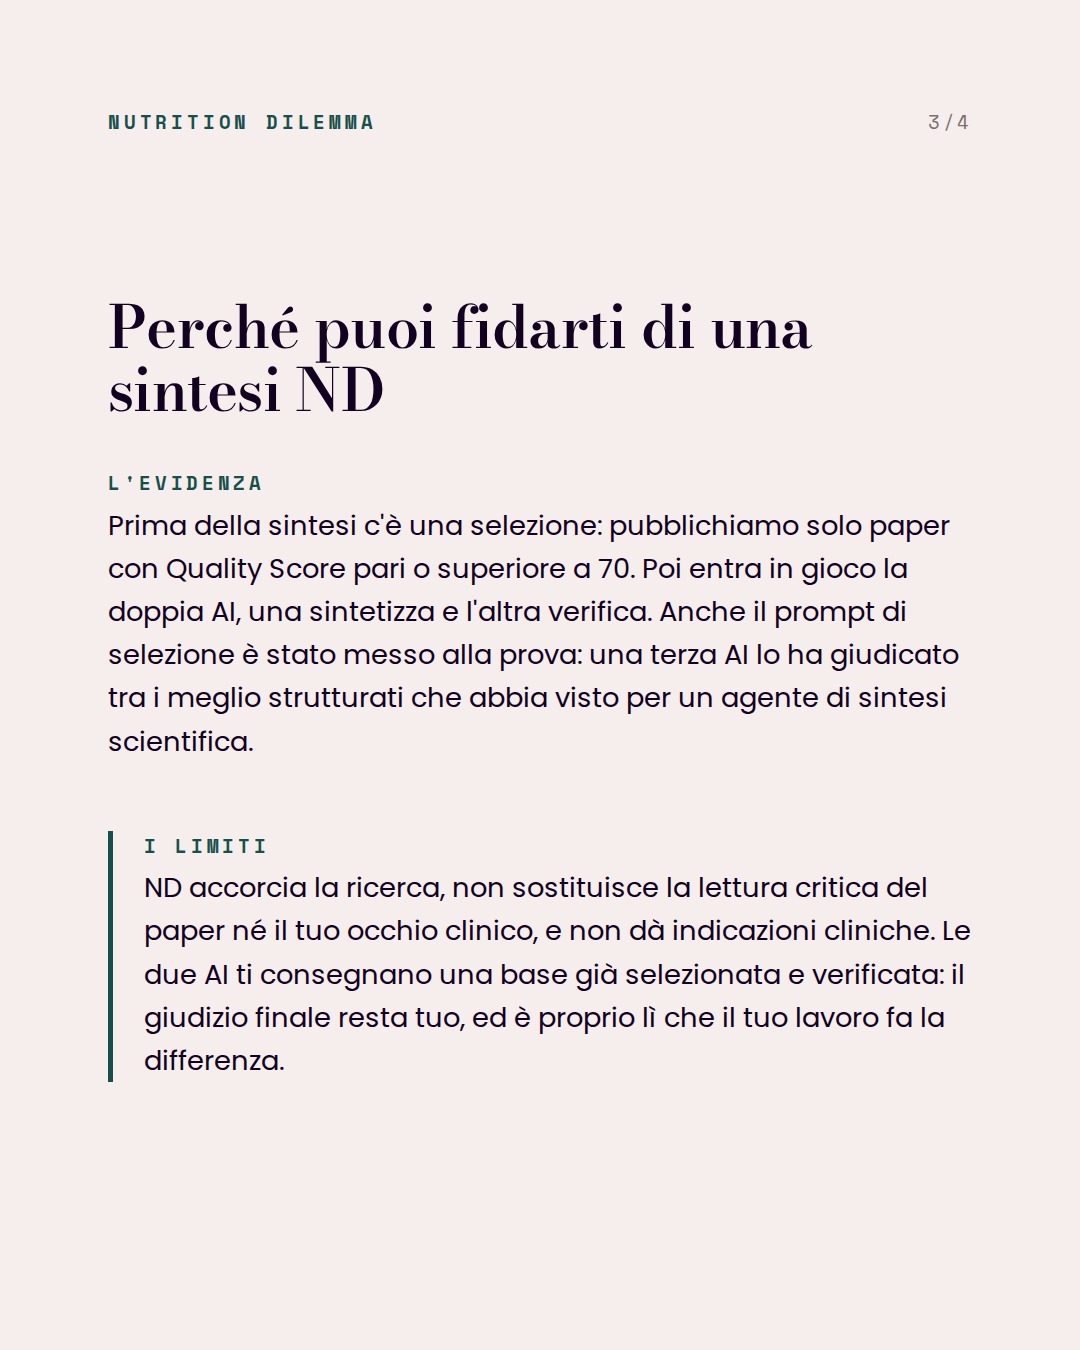 NUTRITION DILEMMA
3/4
Perché puoi fidarti di una
sintesi ND
L'EVIDENZA
Prima della sintesi c'è una selezione: pubblichiamo solo paper
con Quality Score pari o superiore a 70. Poi entra in gioco la
doppia AI, una sintetizza e l'altra verifica. Anche il prompt di
selezione è stato messo alla prova: una terza AI lo ha giudicato
tra i meglio strutturati che abbia visto per un agente di sintesi
scientifica.
I LIMITI
ND accorcia la ricerca, non sostituisce la lettura critica del
paper né il tuo occhio clinico, e non dà indicazioni cliniche. Le
due AI ti consegnano una base già selezionata e verificata: il
giudizio finale resta tuo, ed è proprio lì che il tuo lavoro fa la
differenza.